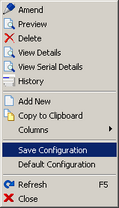 Amend
Preview
Delete
View Details
View Serial Details
History
Add New
Copy to Clipboard
Columns
Save Configuration
Default Configuration
Refresh F5
Close